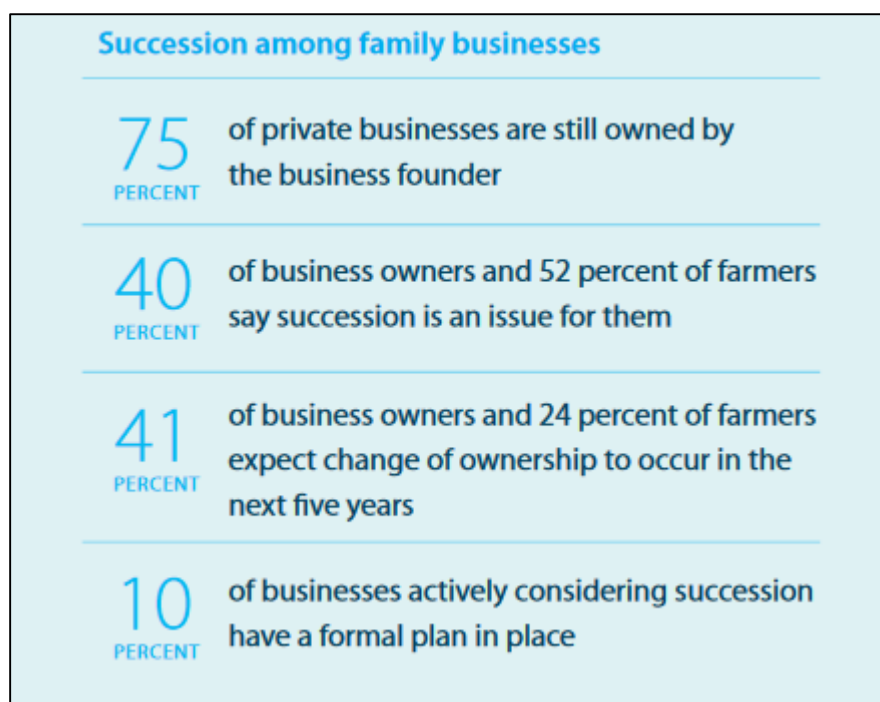 Succession among family businesses
75
PERCENT
of private businesses are still owned by
the business founder
40
PERCENT
of business owners and 52 percent of farmers
say succession is an issue for them
41
PERCENT
of business owners and 24 percent of farmers
expect change of ownership to occur in the
next five years
10
PERCENT
of businesses actively considering succession
have a formal plan in place